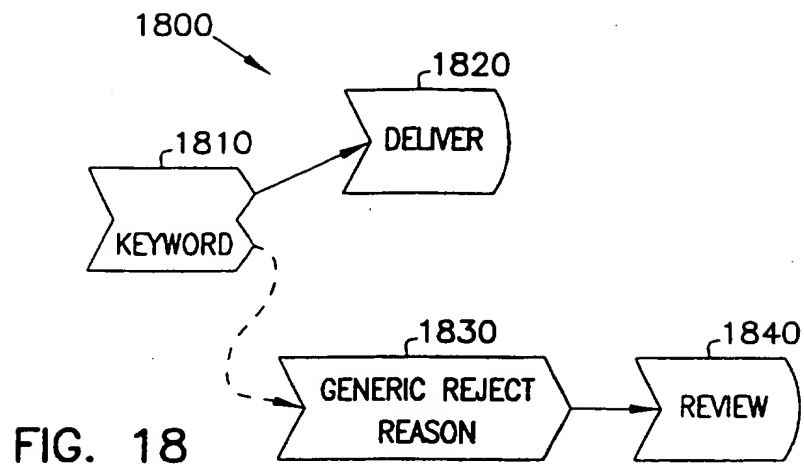 1800
1820
DELIVER
1810
KEYWORD
1830
GENERIC REJECT
REASON
1840
REVIEW
FIG. 18